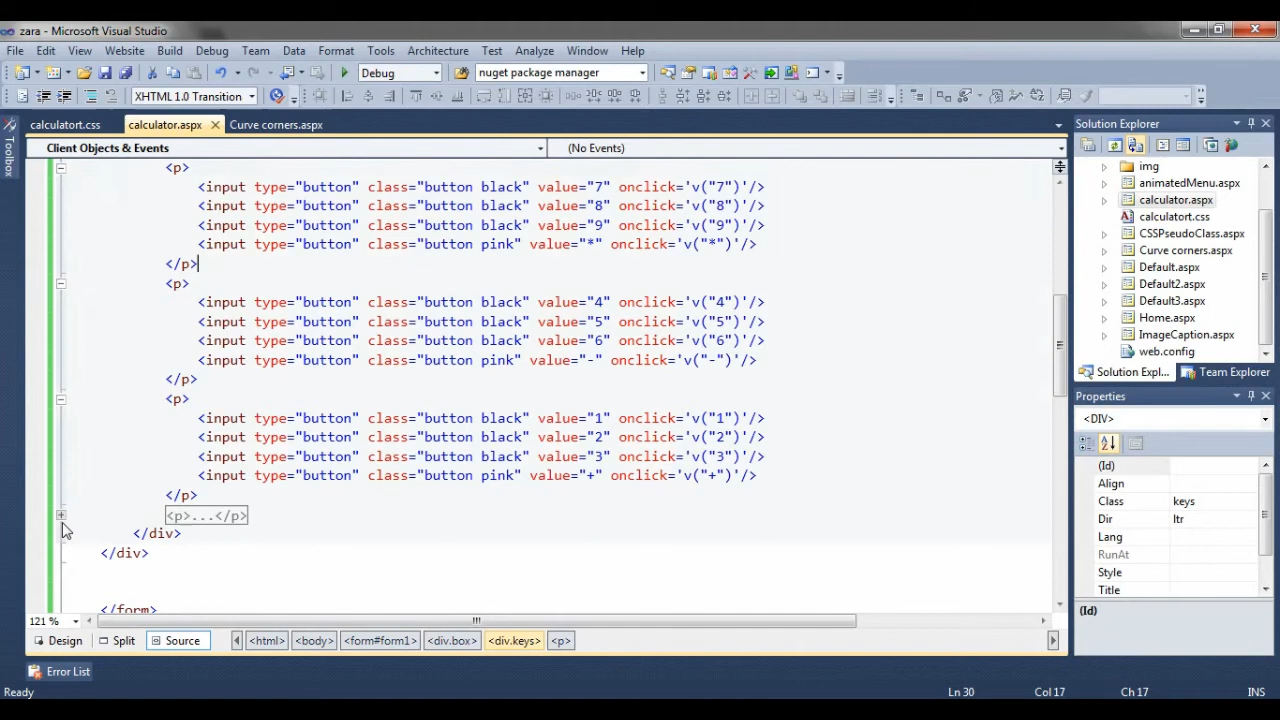 zara - Microsoft Visual Studio
File Edit View Website Build Debug Team Data Format Tools Architecture Test Analyze Window Help
Debug nuget package manager
XHTML 1.0 Transition
calculatort.css calculator.aspx Curve corners.aspx
Client Objects & Events (No Events)
Toolbox
<p>
<input type="button" class="button black" value="7" onclick='v("7")'/>
<input type="button" class="button black" value="8" onclick='v("8")'/>
<input type="button" class="button black" value="9" onclick='v("9")'/>
<input type="button" class="button pink" value="*" onclick='v("*")'/>
</p>
<p>
<input type="button" class="button black" value="4" onclick='v("4")'/>
<input type="button" class="button black" value="5" onclick='v("5")'/>
<input type="button" class="button black" value="6" onclick='v("6")'/>
<input type="button" class="button pink" value="-" onclick='v("-")'/>
</p>
<p>
<input type="button" class="button black" value="1" onclick='v("1")'/>
<input type="button" class="button black" value="2" onclick='v("2")'/>
<input type="button" class="button black" value="3" onclick='v("3")'/>
<input type="button" class="button pink" value="+" onclick='v("+")'/>
</p>
<p>...</p>
</div>
</div>
</form>
121 %
Design Split Source <html> <body> <form#form1> <div.box> <div.keys> <p>
Error List
Ready Ln 30 Col 17 Ch 17 INS
Solution Explorer
img
animatedMenu.aspx
calculator.aspx
calculatort.css
CSSPseudoClass.aspx
Curve corners.aspx
Default.aspx
Default2.aspx
Default3.aspx
Home.aspx
ImageCaption.aspx
web.config
Solution Expl... Team Explorer
Properties
<DIV>
(Id)
Align
Class keys
Dir ltr
Lang
RunAt
Style
Title
(Id)